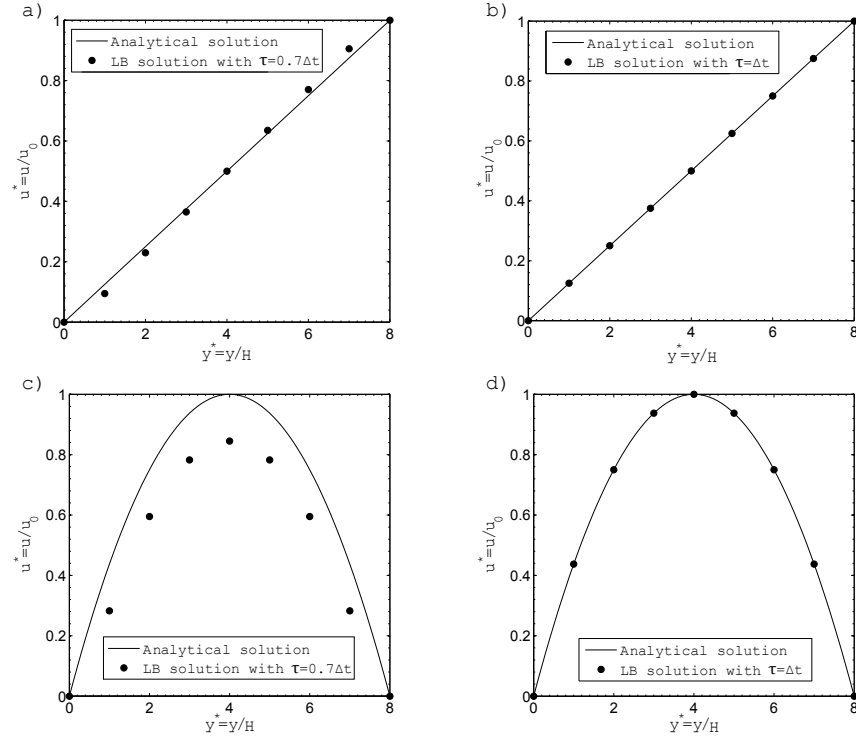 a)
Analytical solution
LB solution with τ=0.7Δt
1
0.8
0.6
0.4
0.2
0
u*=u/u0
0 2 4 6 8
y*=y/H
b)
Analytical solution
LB solution with τ=Δt
1
0.8
0.6
0.4
0.2
0
u*=u/u0
0 2 4 6 8
y*=y/H
c)
1
0.8
0.6
0.4
0.2
0
u*=u/u0
Analytical solution
LB solution with τ=0.7Δt
0 2 4 6 8
y*=y/H
d)
1
0.8
0.6
0.4
0.2
0
u*=u/u0
Analytical solution
LB solution with τ=Δt
0 2 4 6 8
y*=y/H